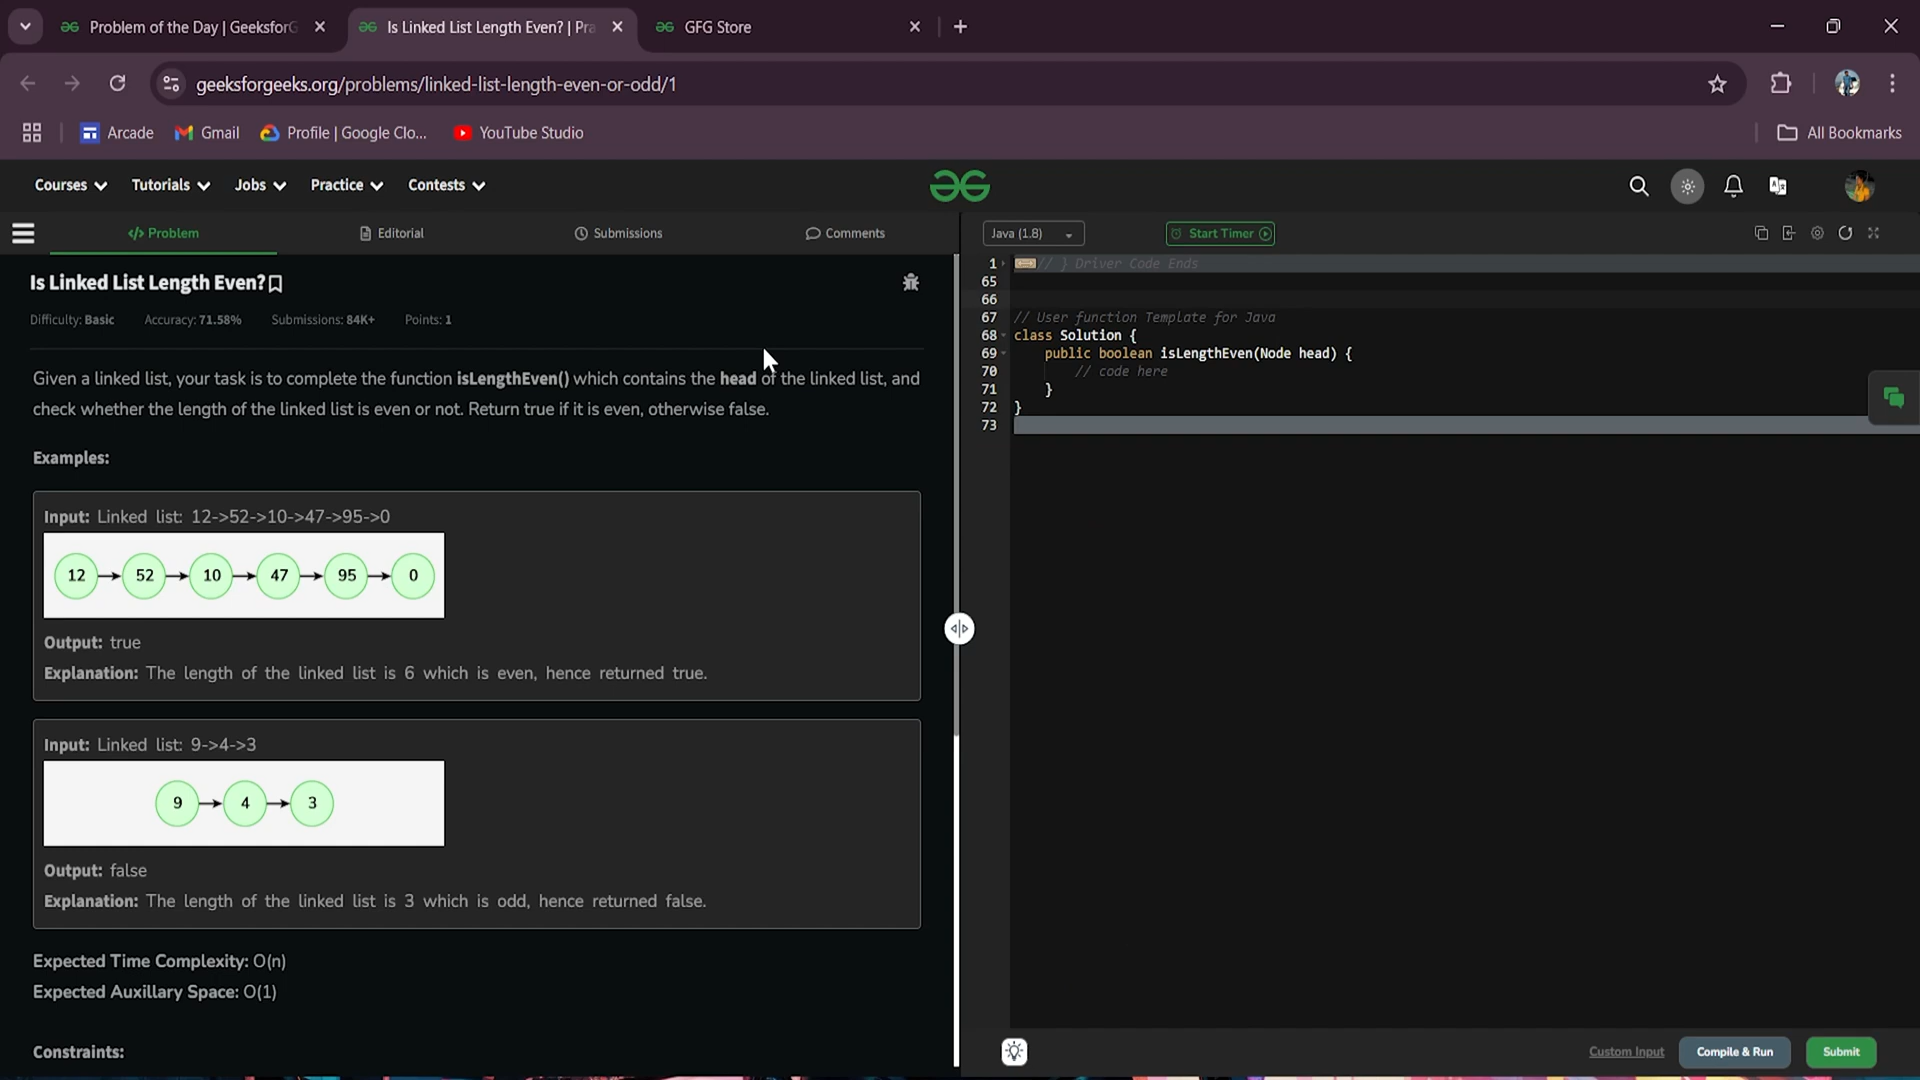 Problem of the Day | GeeksforG
Is Linked List Length Even? | Pra
GFG Store
geeksforgeeks.org/problems/linked-list-length-even-or-odd/1
Arcade
Gmail
Profile | Google Clo...
YouTube Studio
All Bookmarks
Courses
Tutorials
Jobs
Practice
Contests
</> Problem
Editorial
Submissions
Comments
Java (1.8)
Start Timer
Is Linked List Length Even?
Difficulty: Basic Accuracy: 71.58% Submissions: 84K+ Points: 1
Given a linked list, your task is to complete the function isLengthEven() which contains the head of the linked list, and
check whether the length of the linked list is even or not. Return true if it is even, otherwise false.
Examples:
Input: Linked list: 12->52->10->47->95->0
12 52 10 47 95 0
Output: true
Explanation: The length of the linked list is 6 which is even, hence returned true.
Input: Linked list: 9->4->3
9 4 3
Output: false
Explanation: The length of the linked list is 3 which is odd, hence returned false.
Expected Time Complexity: O(n)
Expected Auxillary Space: O(1)
Constraints:
1 // } Driver Code Ends
65
66
67 // User function Template for Java
68 class Solution {
69 public boolean isLengthEven(Node head) {
70 // code here
71 }
72 }
73
Custom Input
Compile & Run
Submit